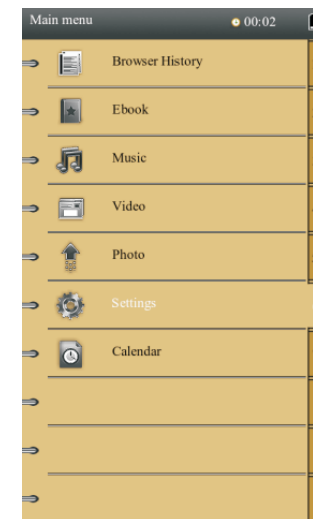 Main menu 00:02
Browser History
Ebook
Music
Video
Photo
Settings
Calendar